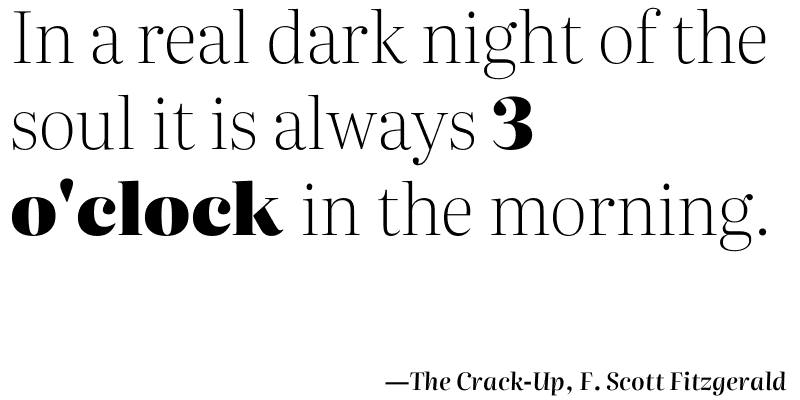 In a real dark night of the
soul it is always 3
o'clock in the morning.
—The Crack-Up, F. Scott Fitzgerald